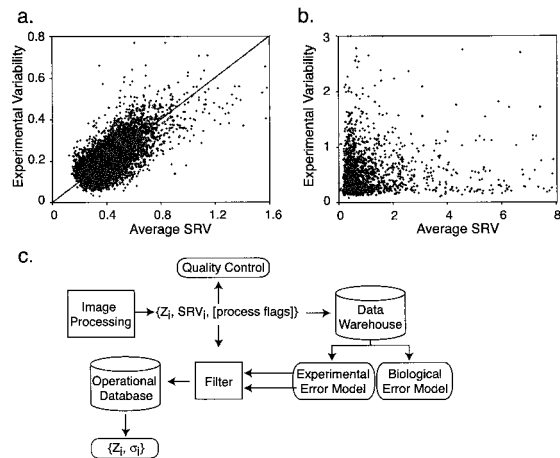 a.
Experimental Variability
0.8
0.6
0.4
0.2
0
0 0.4 0.8 1.2 1.6
Average SRV
b.
Experimental Variability
3
2
1
0
0 2 4 6 8
Average SRV
c.
Quality Control
Image
Processing
{Zi, SRVi, [process flags]}
Data
Warehouse
Operational
Database
Filter
Experimental
Error Model
Biological
Error Model
{Zi, σi}